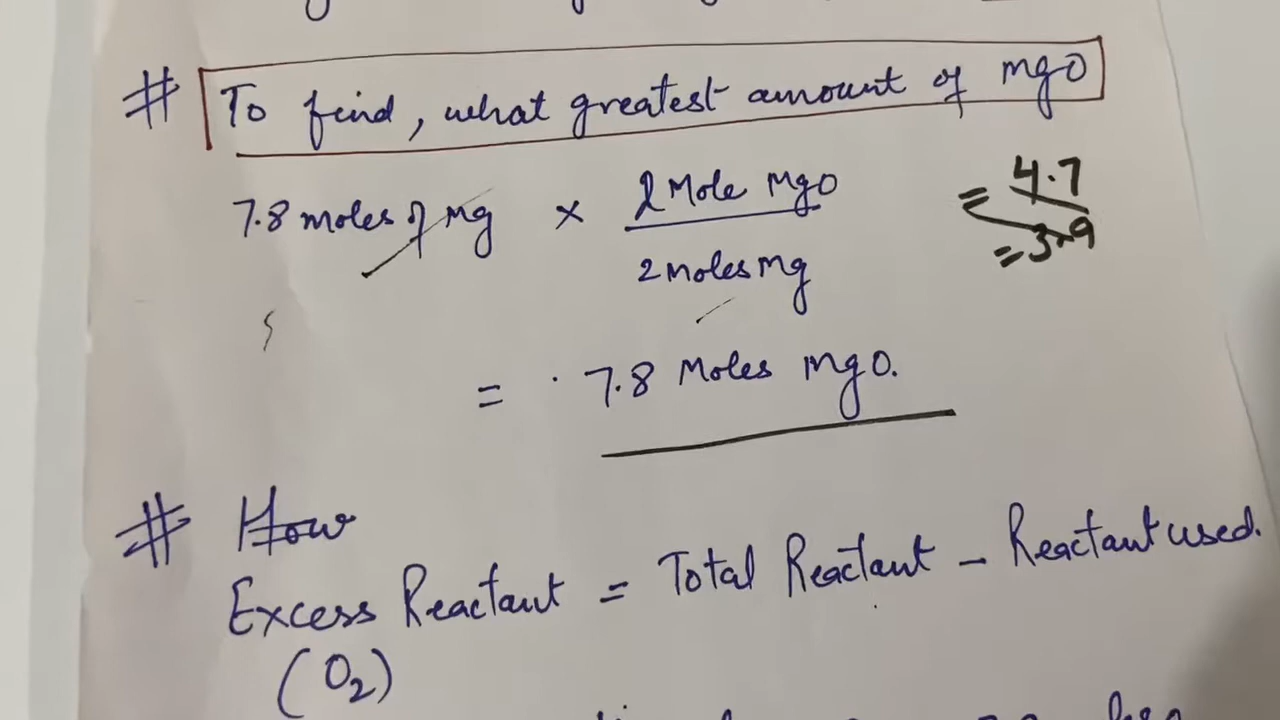 # To find, what greatest amount of mgO
7.8 moles of Mg × 2 Mole MgO / 2 Moles Mg
= 4.7
= 3.9
= 7.8 Moles MgO.
# How
Excess Reactant = Total Reactant - Reactant used.
(O₂)